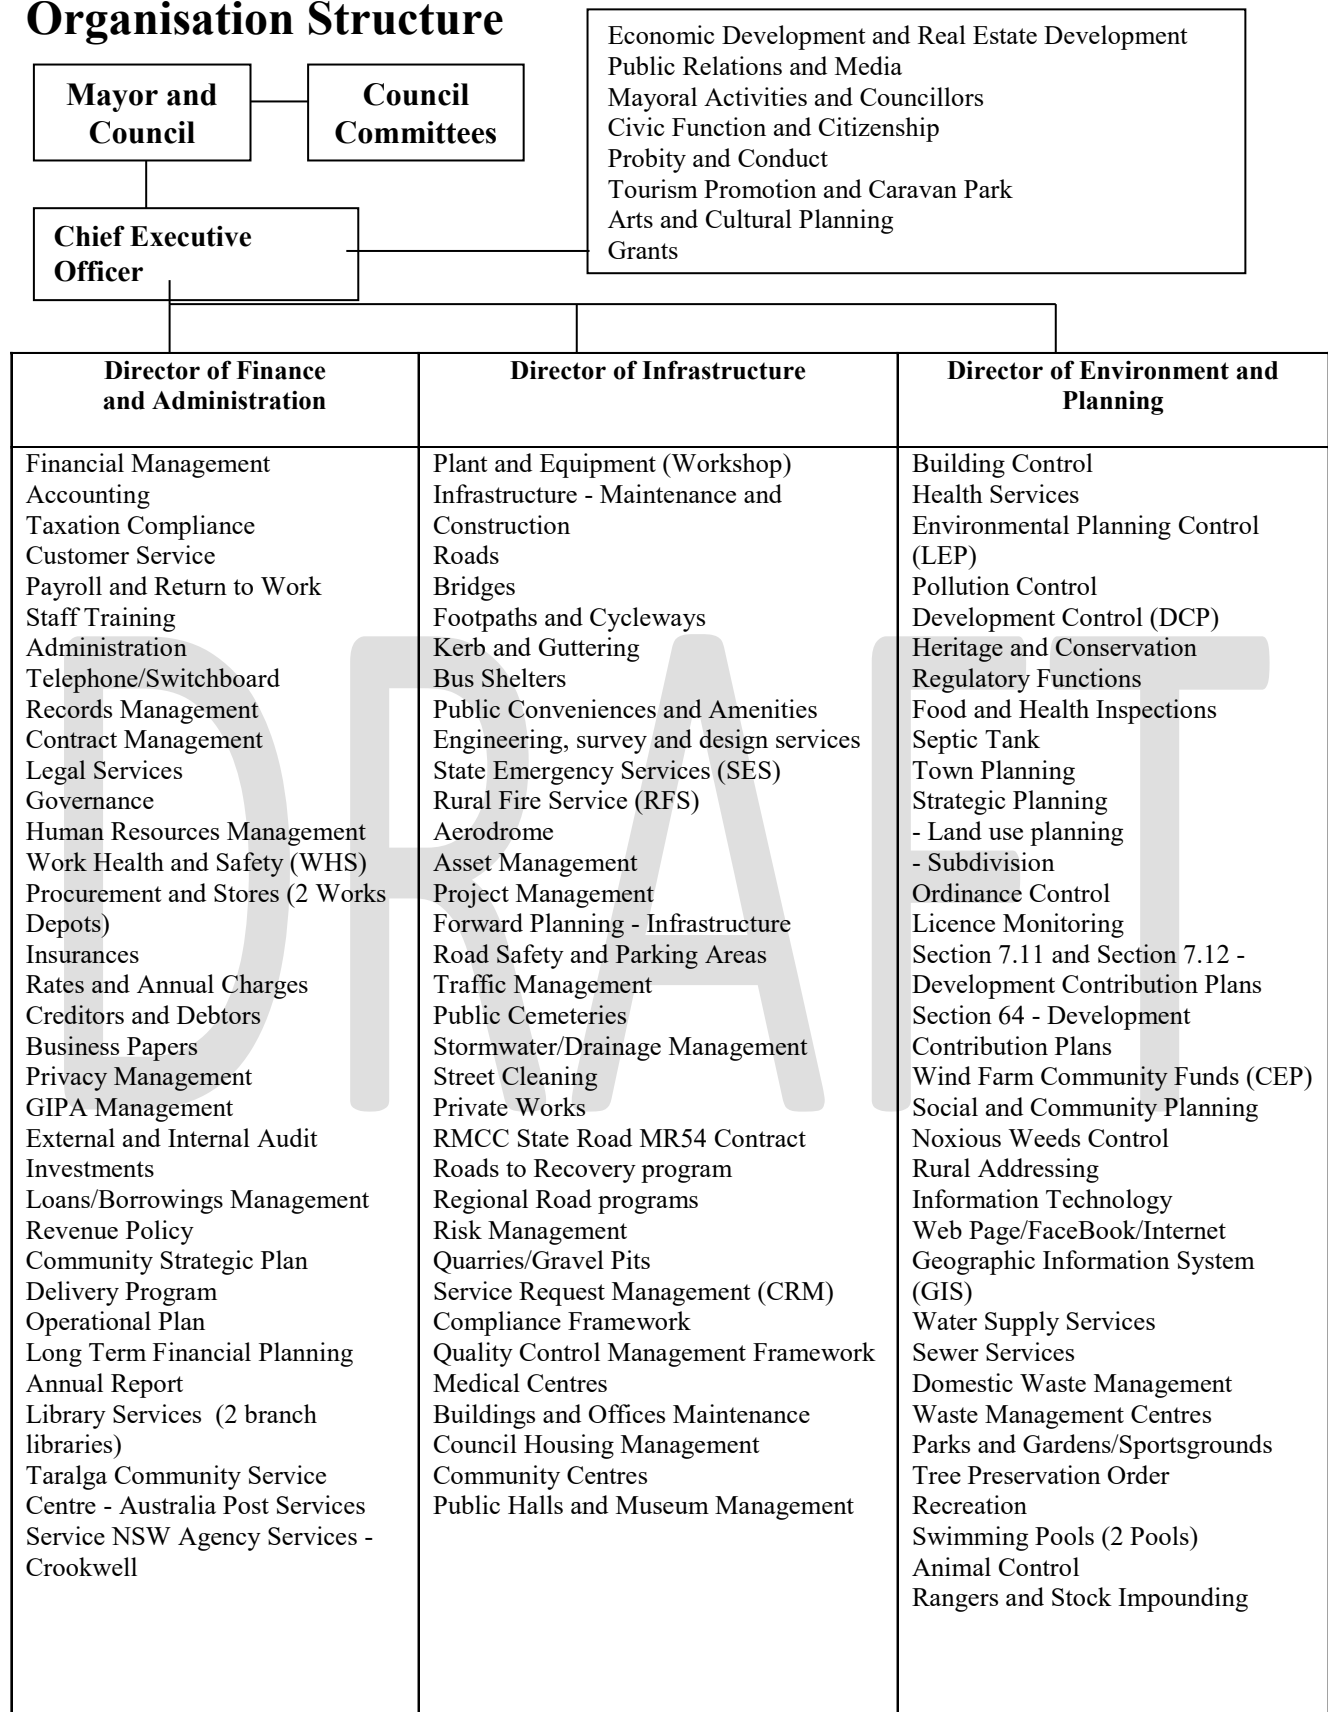 Organisation Structure
Mayor and
Council
Council
Committees
Economic Development and Real Estate Development
Public Relations and Media
Mayoral Activities and Councillors
Civic Function and Citizenship
Probity and Conduct
Tourism Promotion and Caravan Park
Arts and Cultural Planning
Grants
Chief Executive
Officer
Director of Finance
and Administration
Financial Management
Accounting
Taxation Compliance
Customer Service
Payroll and Return to Work
Staff Training
Administration
Telephone/Switchboard
Records Management
Contract Management
Legal Services
Governance
Human Resources Management
Work Health and Safety (WHS)
Procurement and Stores (2 Works
Depots)
Insurances
Rates and Annual Charges
Creditors and Debtors
Business Papers
Privacy Management
GIPA Management
External and Internal Audit
Investments
Loans/Borrowings Management
Revenue Policy
Community Strategic Plan
Delivery Program
Operational Plan
Long Term Financial Planning
Annual Report
Library Services  (2 branch
libraries)
Taralga Community Service
Centre - Australia Post Services
Service NSW Agency Services -
Crookwell
Director of Infrastructure
Plant and Equipment (Workshop)
Infrastructure - Maintenance and
Construction
Roads
Bridges
Footpaths and Cycleways
Kerb and Guttering
Bus Shelters
Public Conveniences and Amenities
Engineering, survey and design services
State Emergency Services (SES)
Rural Fire Service (RFS)
Aerodrome
Asset Management
Project Management
Forward Planning - Infrastructure
Road Safety and Parking Areas
Traffic Management
Public Cemeteries
Stormwater/Drainage Management
Street Cleaning
Private Works
RMCC State Road MR54 Contract
Roads to Recovery program
Regional Road programs
Risk Management
Quarries/Gravel Pits
Service Request Management (CRM)
Compliance Framework
Quality Control Management Framework
Medical Centres
Buildings and Offices Maintenance
Council Housing Management
Community Centres
Public Halls and Museum Management
Director of Environment and
Planning
Building Control
Health Services
Environmental Planning Control
(LEP)
Pollution Control
Development Control (DCP)
Heritage and Conservation
Regulatory Functions
Food and Health Inspections
Septic Tank
Town Planning
Strategic Planning
- Land use planning
- Subdivision
Ordinance Control
Licence Monitoring
Section 7.11 and Section 7.12 -
Development Contribution Plans
Section 64 - Development
Contribution Plans
Wind Farm Community Funds (CEP)
Social and Community Planning
Noxious Weeds Control
Rural Addressing
Information Technology
Web Page/FaceBook/Internet
Geographic Information System
(GIS)
Water Supply Services
Sewer Services
Domestic Waste Management
Waste Management Centres
Parks and Gardens/Sportsgrounds
Tree Preservation Order
Recreation
Swimming Pools (2 Pools)
Animal Control
Rangers and Stock Impounding
DRAFT